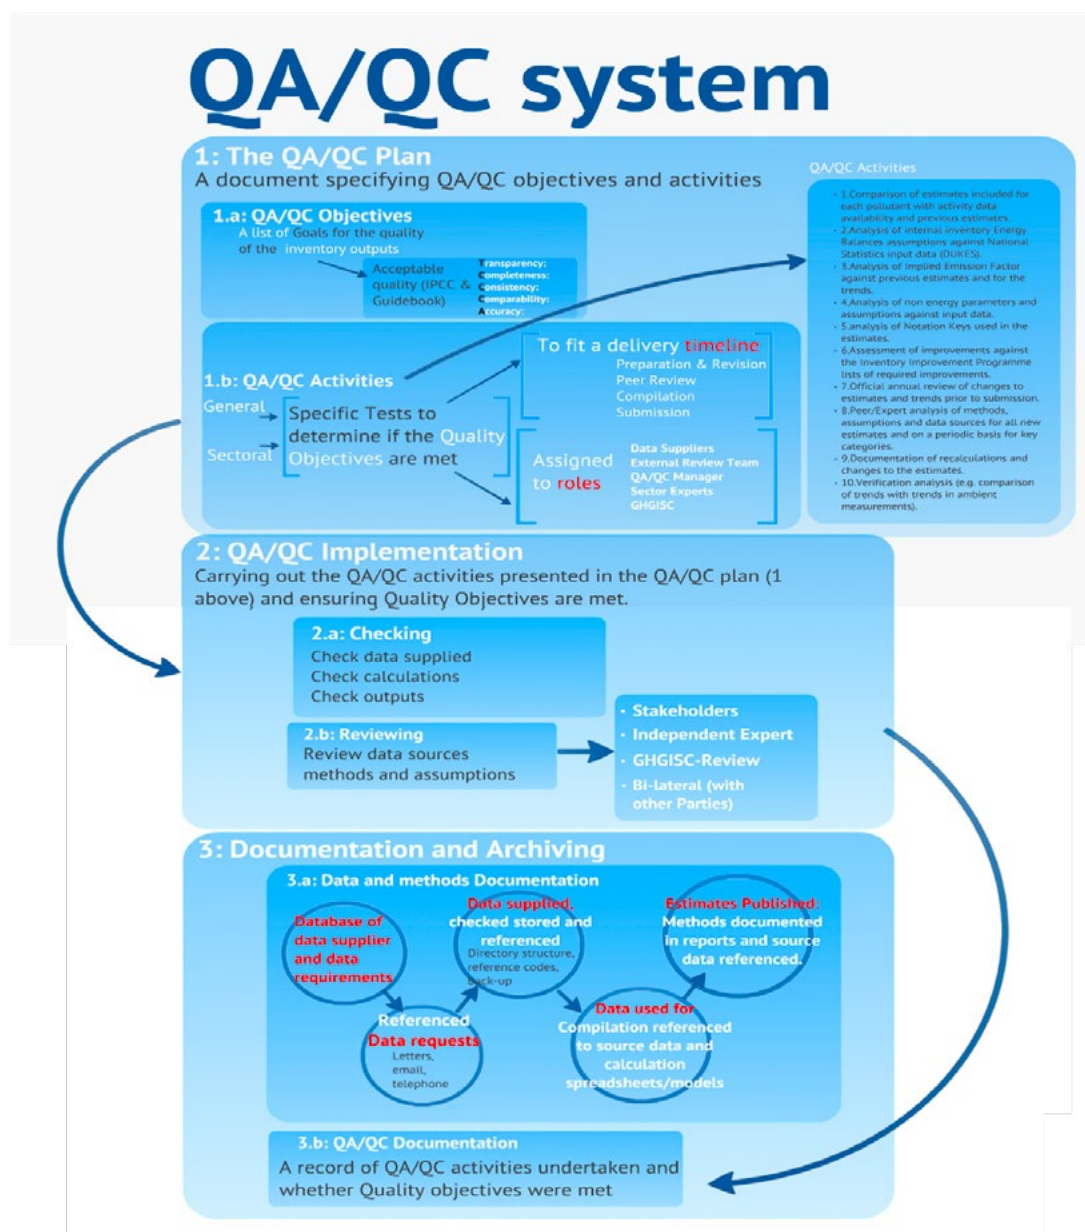 QA/QC system
1: The QA/QC Plan
A document specifying QA/QC objectives and activities
1.a: QA/QC Objectives
A list of Goals for the quality
of the inventory outputs
Acceptable
quality (IPCC &
Guidebook)
Transparency:
Completeness:
Consistency:
Comparability:
Accuracy:
1.b: QA/QC Activities
General
Sectoral
Specific Tests to
determine if the Quality
Objectives are met
To fit a delivery timeline
Preparation & Revision
Peer Review
Compilation
Submission
Assigned
to roles
Data Suppliers
External Review Team
QA/QC Manager
Sector Experts
GHGISC
QA/QC Activities
• 1.Comparison of estimates included for
each pollutant with activity data
availability and previous estimates.
• 2.Analysis of internal inventory Energy
Balances assumptions against National
Statistics input data (DUKES).
• 3.Analysis of Implied Emission Factor
against previous estimates and for the
trends.
• 4.Analysis of non energy parameters and
assumptions against input data.
• 5.analysis of Notation Keys used in the
estimates.
• 6.Assessment of improvements against
the Inventory Improvement Programme
lists of required improvements.
• 7.Official annual review of changes to
estimates and trends prior to submission.
• 8.Peer/Expert analysis of methods,
assumptions and data sources for all new
estimates and on a periodic basis for key
categories.
• 9.Documentation of recalculations and
changes to the estimates.
• 10.Verification analysis (e.g. comparison
of trends with trends in ambient
measurements).
2: QA/QC Implementation
Carrying out the QA/QC activities presented in the QA/QC plan (1
above) and ensuring Quality Objectives are met.
2.a: Checking
Check data supplied
Check calculations
Check outputs
2.b: Reviewing
Review data sources
methods and assumptions
• Stakeholders
• Independent Expert
• GHGISC-Review
• Bi-lateral (with
other Parties)
3: Documentation and Archiving
3.a: Data and methods Documentation
Database of
data supplier
and data
requirements
Referenced
Data requests
Letters,
email,
telephone
Data supplied,
checked stored and
referenced
Directory structure,
reference codes,
Back-up
Data used for
Compilation referenced
to source data and
calculation
spreadsheets/models
Estimates Published:
Methods documented
in reports and source
data referenced.
3.b: QA/QC Documentation
A record of QA/QC activities undertaken and
whether Quality objectives were met